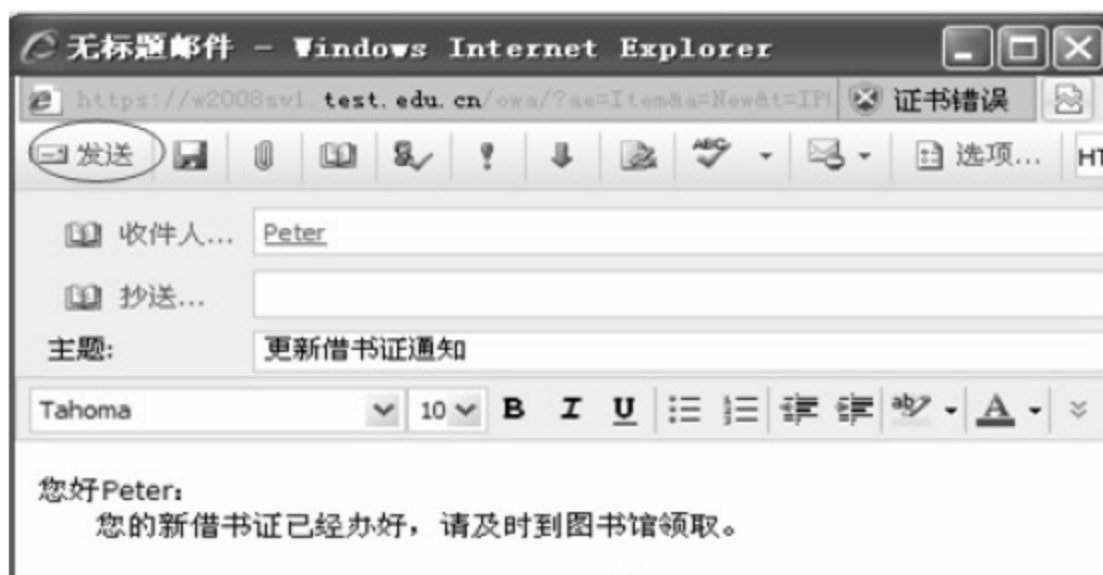 无标题邮件 - Windows Internet Explorer
https://w2008sv1.test.edu.cn/owa/?ae=Item&a=New&t=IP 证书错误
发送 ABC 选项... HT
收件人... Peter
抄送...
主题: 更新借书证通知
Tahoma 10 B I U ab A
您好Peter:
您的新借书证已经办好，请及时到图书馆领取。